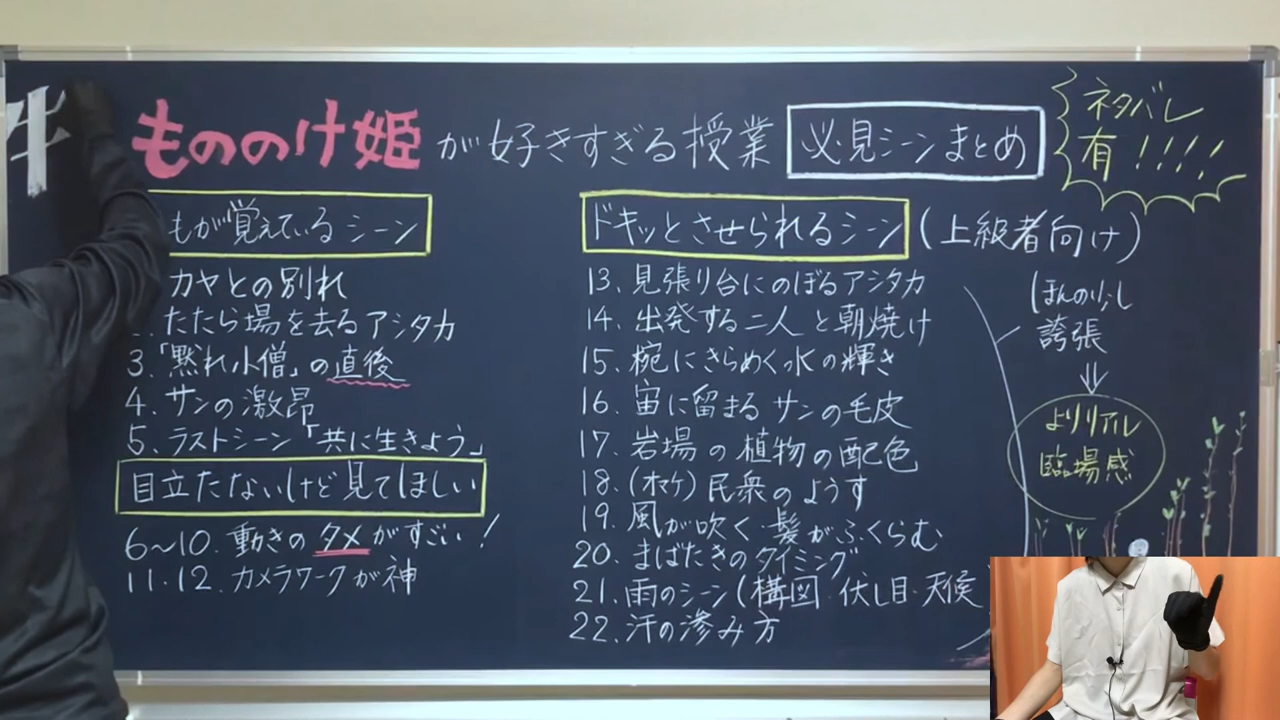 もののけ姫が好きすぎる授業
必見シーンまとめ
ネタバレ
有!!!!
もが覚えているシーン
カヤとの別れ
2.たたら場を去るアシタカ
3.「黙れ小僧」の直後
4.サンの激昂
5.ラストシーン「共に生きよう」
目立たないけど見てほしい
6〜10.動きのタメがすごい!
11・12.カメラワークが神
ドキッとさせられるシーン(上級者向け)
13.見張り台にのぼるアシタカ
14.出発する二人と朝焼け
15.椀にきらめく水の輝き
16.宙に留まるサンの毛皮
17.岩場の植物の配色
18.(オマケ)民衆のようす
19.風が吹く 髪がふくらむ
20.まばたきのタイミング
21.雨のシーン(構図・伏し目・天候)
22.汗の滲み方
ほんの少し
誇張
よりリアル
臨場感